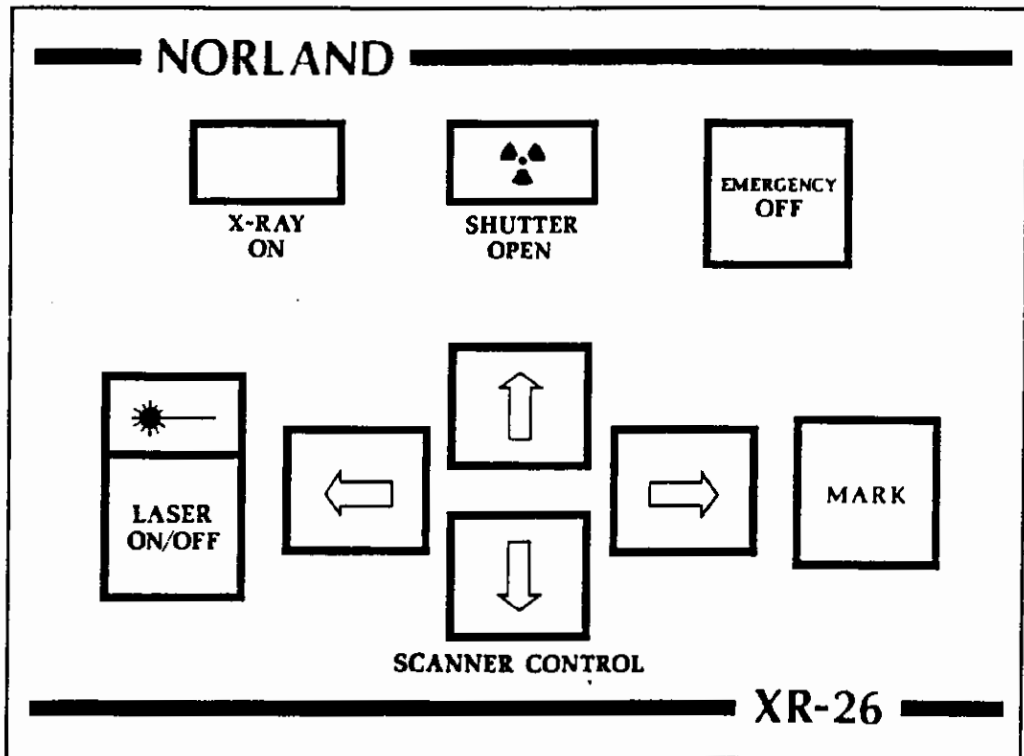 NORLAND
X-RAY
ON
SHUTTER
OPEN
EMERGENCY
OFF
LASER
ON/OFF
MARK
SCANNER CONTROL
XR-26